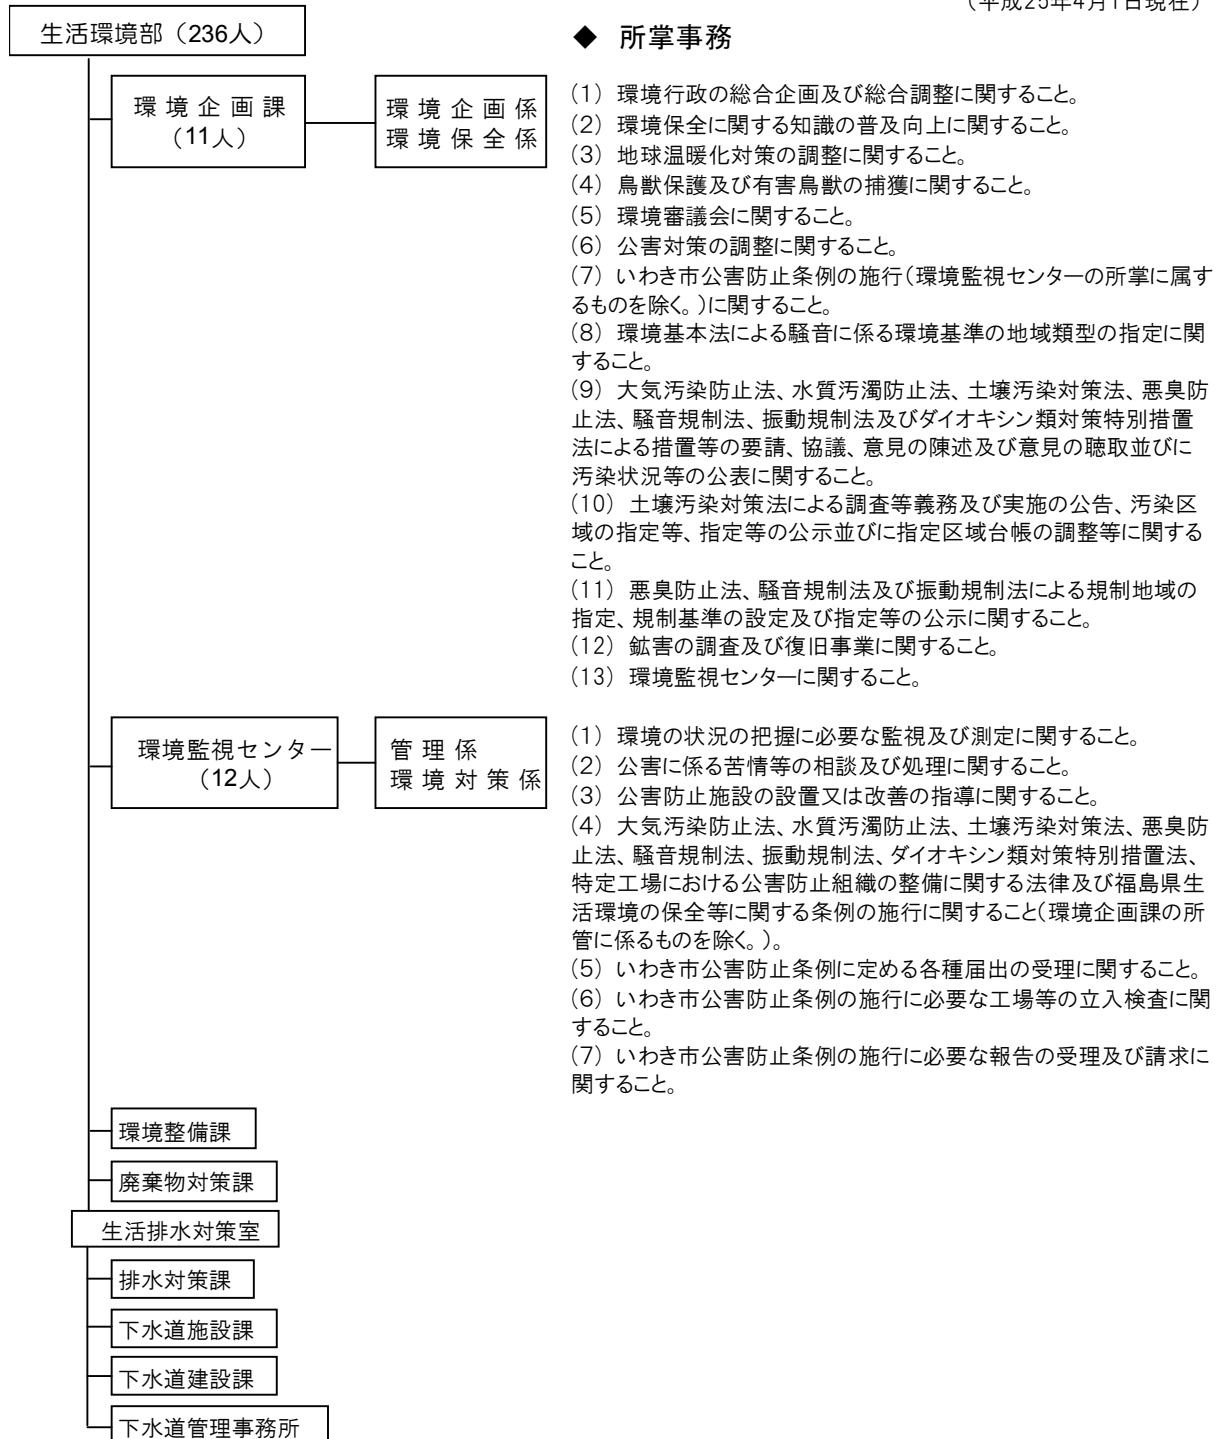 (平成25年4月1日現在)
生活環境部（236人）
◆ 所掌事務
環境企画課
（11人）
環境企画係
環境保全係
(1) 環境行政の総合企画及び総合調整に関すること。
(2) 環境保全に関する知識の普及向上に関すること。
(3) 地球温暖化対策の調整に関すること。
(4) 鳥獣保護及び有害鳥獣の捕獲に関すること。
(5) 環境審議会に関すること。
(6) 公害対策の調整に関すること。
(7) いわき市公害防止条例の施行(環境監視センターの所掌に属す
るものを除く。)に関すること。
(8) 環境基本法による騒音に係る環境基準の地域類型の指定に関
すること。
(9) 大気汚染防止法、水質汚濁防止法、土壌汚染対策法、悪臭防
止法、騒音規制法、振動規制法及びダイオキシン類対策特別措置
法による措置等の要請、協議、意見の陳述及び意見の聴取並びに
汚染状況等の公表に関すること。
(10) 土壌汚染対策法による調査等義務及び実施の公告、汚染区
域の指定等、指定等の公示並びに指定区域台帳の調整等に関する
こと。
(11) 悪臭防止法、騒音規制法及び振動規制法による規制地域の
指定、規制基準の設定及び指定等の公示に関すること。
(12) 鉱害の調査及び復旧事業に関すること。
(13) 環境監視センターに関すること。
環境監視センター
（12人）
管理係
環境対策係
(1) 環境の状況の把握に必要な監視及び測定に関すること。
(2) 公害に係る苦情等の相談及び処理に関すること。
(3) 公害防止施設の設置又は改善の指導に関すること。
(4) 大気汚染防止法、水質汚濁防止法、土壌汚染対策法、悪臭防
止法、騒音規制法、振動規制法、ダイオキシン類対策特別措置法、
特定工場における公害防止組織の整備に関する法律及び福島県生
活環境の保全等に関する条例の施行に関すること(環境企画課の所
管に係るものを除く。)。
(5) いわき市公害防止条例に定める各種届出の受理に関すること。
(6) いわき市公害防止条例の施行に必要な工場等の立入検査に関
すること。
(7) いわき市公害防止条例の施行に必要な報告の受理及び請求に
関すること。
環境整備課
廃棄物対策課
生活排水対策室
排水対策課
下水道施設課
下水道建設課
下水道管理事務所